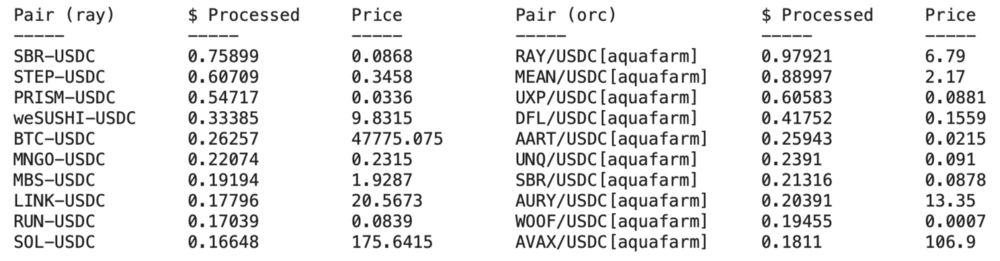 Pair (ray) $ Processed Price Pair (orc) $ Processed Price
----- ----- ----- ----- ----- -----
SBR-USDC 0.75899 0.0868 RAY/USDC[aquafarm] 0.97921 6.79
STEP-USDC 0.60709 0.3458 MEAN/USDC[aquafarm] 0.88997 2.17
PRISM-USDC 0.54717 0.0336 UXP/USDC[aquafarm] 0.60583 0.0881
weSUSHI-USDC 0.33385 9.8315 DFL/USDC[aquafarm] 0.41752 0.1559
BTC-USDC 0.26257 47775.075 AART/USDC[aquafarm] 0.25943 0.0215
MNGO-USDC 0.22074 0.2315 UNQ/USDC[aquafarm] 0.2391 0.091
MBS-USDC 0.19194 1.9287 SBR/USDC[aquafarm] 0.21316 0.0878
LINK-USDC 0.17796 20.5673 AURY/USDC[aquafarm] 0.20391 13.35
RUN-USDC 0.17039 0.0839 WOOF/USDC[aquafarm] 0.19455 0.0007
SOL-USDC 0.16648 175.6415 AVAX/USDC[aquafarm] 0.1811 106.9